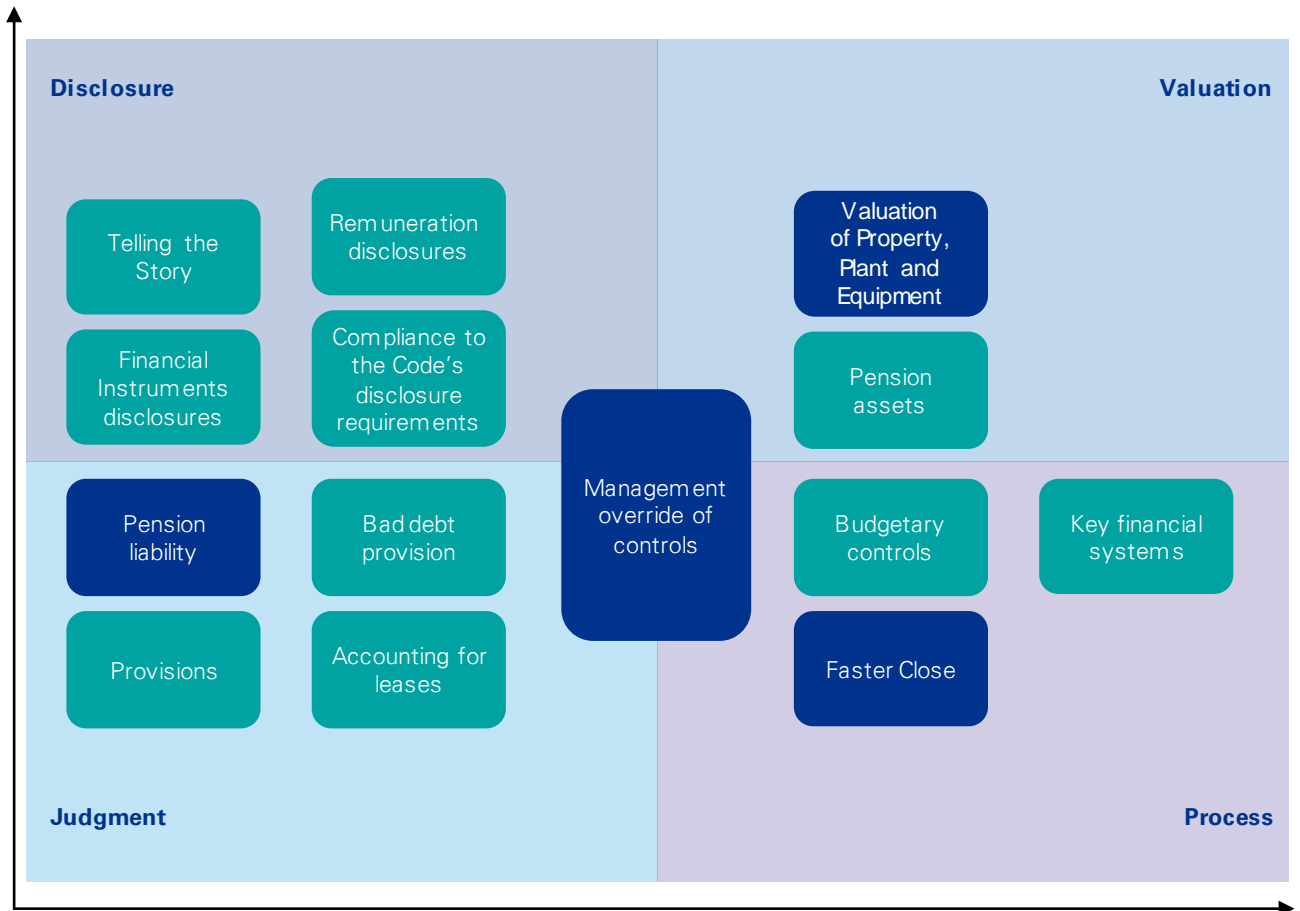 Disclosure
Valuation
Telling the
Story
Remuneration
disclosures
Valuation
of Property,
Plant and
Equipment
Financial
Instruments
disclosures
Compliance to
the Code's
disclosure
requirements
Pension
assets
Management
override of
controls
Pension
liability
Bad debt
provision
Budgetary
controls
Key financial
systems
Provisions
Accounting for
leases
Faster Close
Judgment
Process